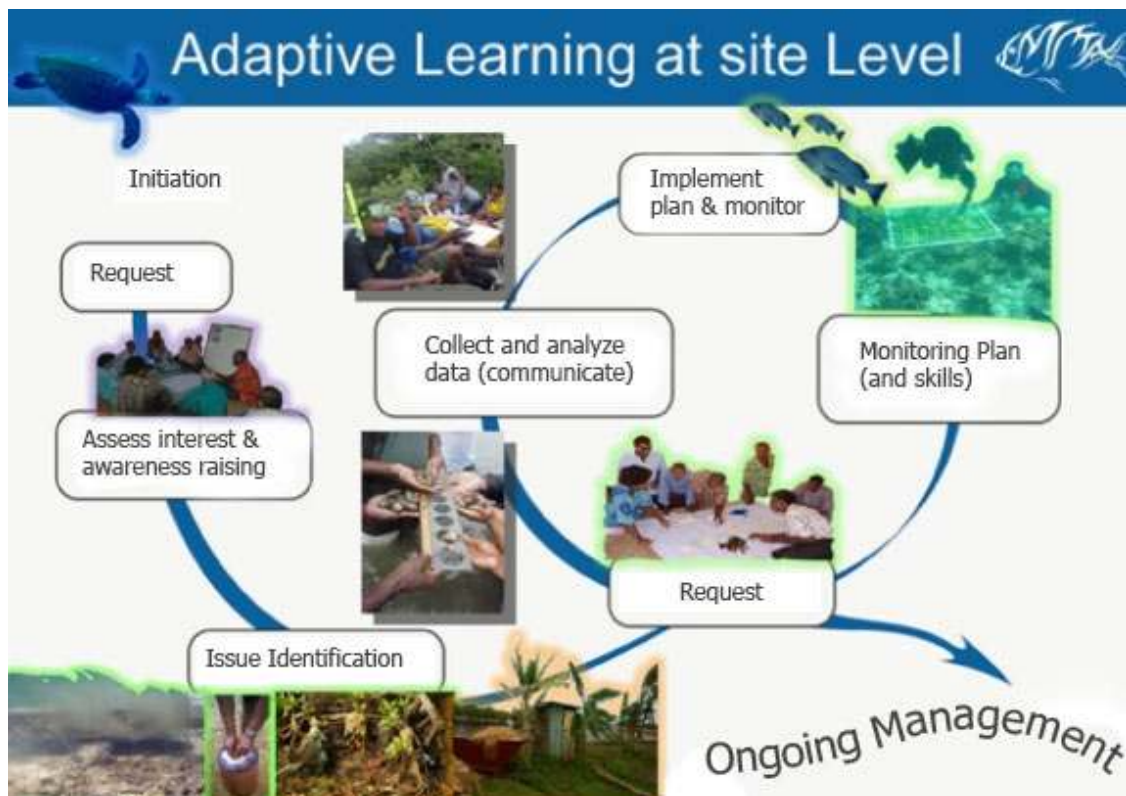 Adaptive Learning at site Level
Initiation
Request
Assess interest &
awareness raising
Issue Identification
Collect and analyze
data (communicate)
Implement
plan & monitor
Monitoring Plan
(and skills)
Request
Ongoing Management